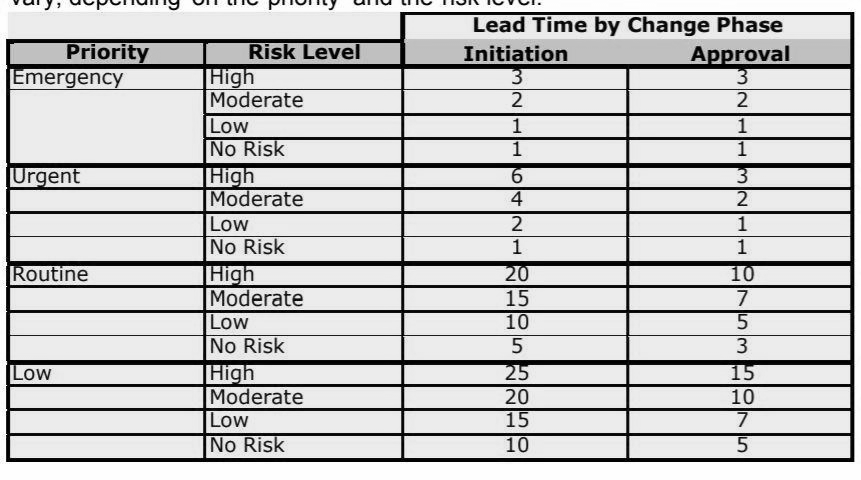 vary, depending on the priority and the risk level.
Lead Time by Change Phase
Priority Risk Level Initiation Approval
Emergency High 3 3
Moderate 2 2
Low 1 1
No Risk 1 1
Urgent High 6 3
Moderate 4 2
Low 2 1
No Risk 1 1
Routine High 20 10
Moderate 15 7
Low 10 5
No Risk 5 3
Low High 25 15
Moderate 20 10
Low 15 7
No Risk 10 5